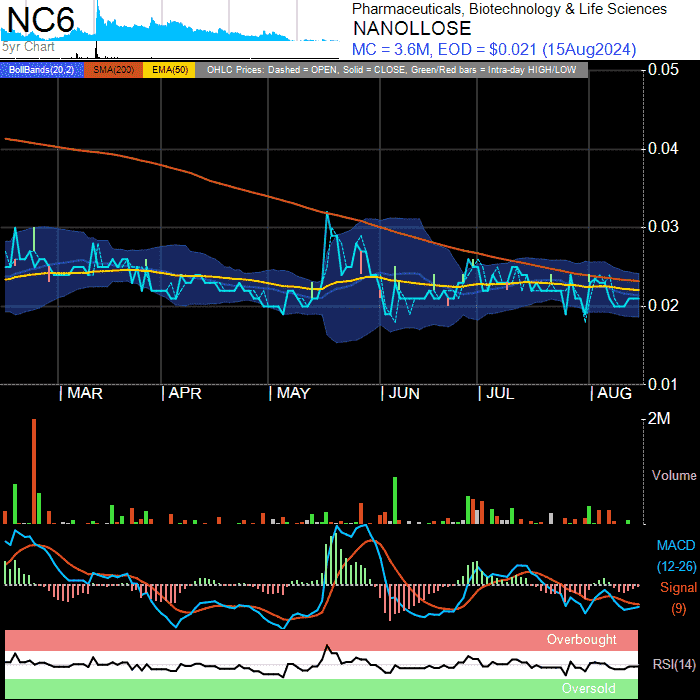 NC6
5yr Chart
Pharmaceuticals, Biotechnology & Life Sciences
NANOLLOSE
MC = 3.6M, EOD = $0.021 (15Aug2024)
BollBands(20,2) SMA(200) EMA(50) OHLC Prices: Dashed = OPEN, Solid = CLOSE, Green/Red bars = Intra-day HIGH/LOW
0.05
0.04
0.03
0.02
0.01
MAR APR MAY JUN JUL AUG
2M
Volume
MACD
(12-26)
Signal
(9)
Overbought
RSI(14)
Oversold